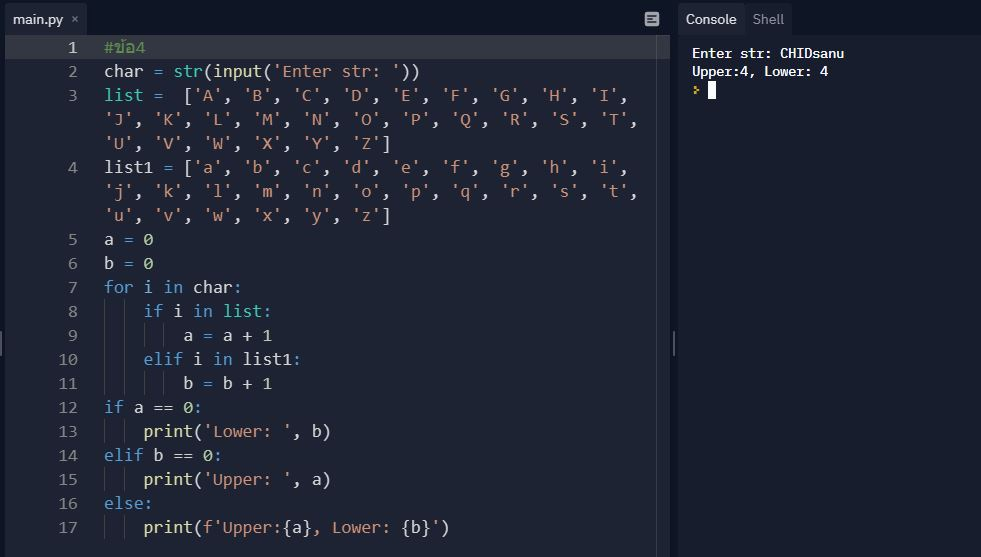 main.py ×
Console Shell
1 #ข้อ4
2 char = str(input('Enter str: '))
3 list =  ['A', 'B', 'C', 'D', 'E', 'F', 'G', 'H', 'I',
'J', 'K', 'L', 'M', 'N', 'O', 'P', 'Q', 'R', 'S', 'T',
'U', 'V', 'W', 'X', 'Y', 'Z']
4 list1 = ['a', 'b', 'c', 'd', 'e', 'f', 'g', 'h', 'i',
'j', 'k', 'l', 'm', 'n', 'o', 'p', 'q', 'r', 's', 't',
'u', 'v', 'w', 'x', 'y', 'z']
5 a = 0
6 b = 0
7 for i in char:
8 if i in list:
9 a = a + 1
10 elif i in list1:
11 b = b + 1
12 if a == 0:
13 print('Lower: ', b)
14 elif b == 0:
15 print('Upper: ', a)
16 else:
17 print(f'Upper:{a}, Lower: {b}')
Enter str: CHIDsanu
Upper:4, Lower: 4